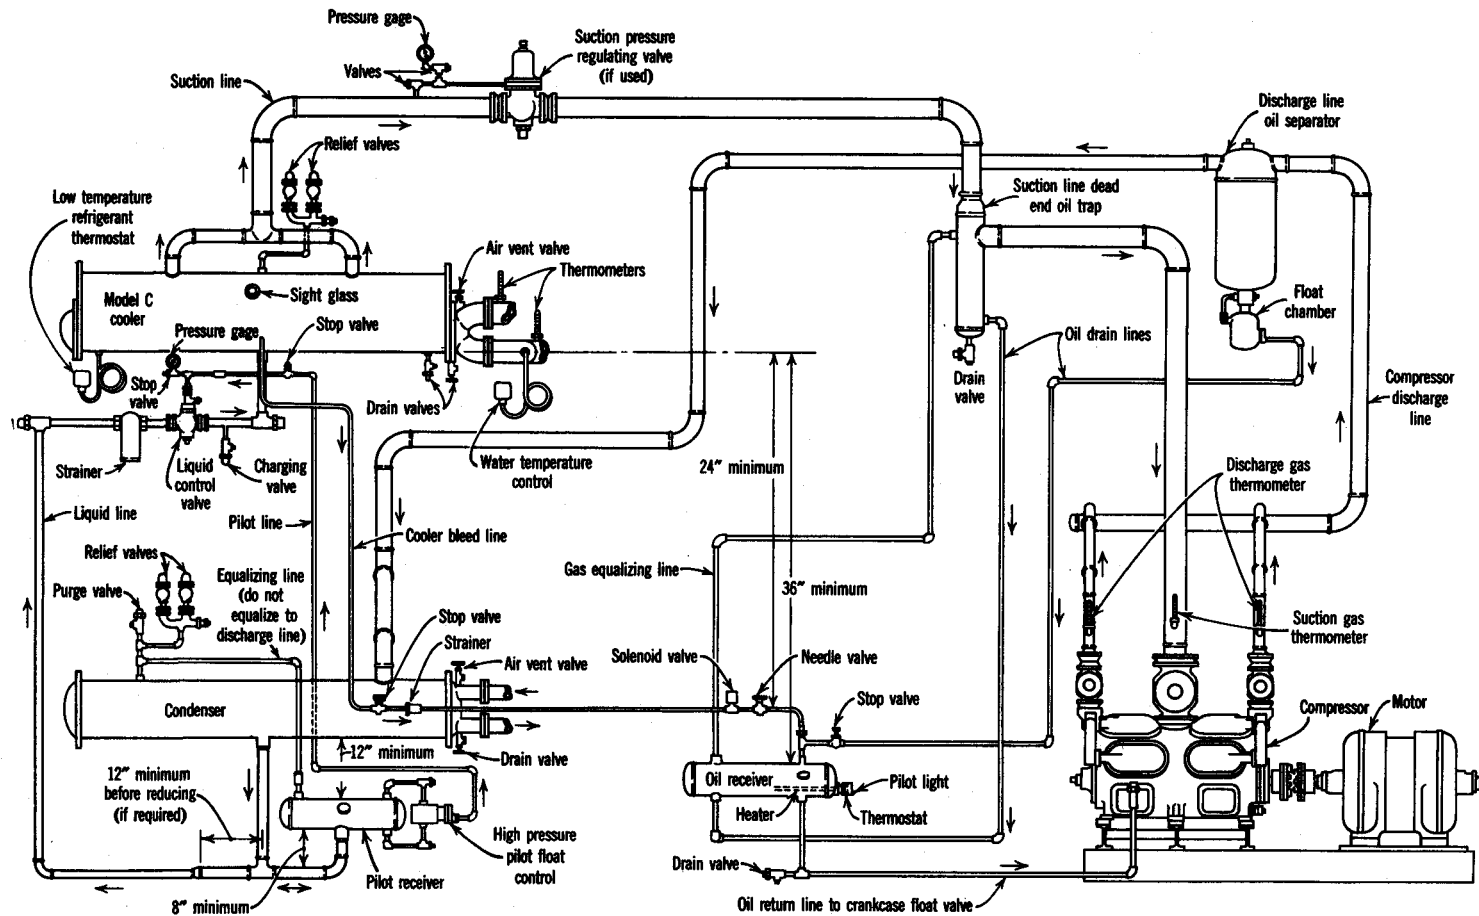 Pressure gage
Suction pressure
regulating valve
(if used)
Valves
Suction line
Discharge line
oil separator
Relief valves
Low temperature
refrigerant
thermostat
Suction line dead
end oil trap
Air vent valve
Thermometers
Model C
cooler
Sight glass
Float
chamber
Pressure gage
Stop valve
Oil drain lines
Stop
valve
Drain valves
Drain
valve
Compressor
discharge
line
Strainer
Liquid
control
valve
Charging
valve
Water temperature
control
24" minimum
Discharge gas
thermometer
Liquid line
Pilot line
Cooler bleed line
Relief valves
Purge valve
Equalizing line
(do not
equalize to
discharge line)
Gas equalizing line
36" minimum
Stop valve
Strainer
Suction gas
thermometer
Air vent valve
Solenoid valve
Needle valve
Condenser
Stop valve
Compressor
Motor
12" minimum
Drain valve
12" minimum
before reducing
(if required)
Oil receiver
Pilot light
Heater
Thermostat
High pressure
pilot float
control
Pilot receiver
Drain valve
8" minimum
Oil return line to crankcase float valve